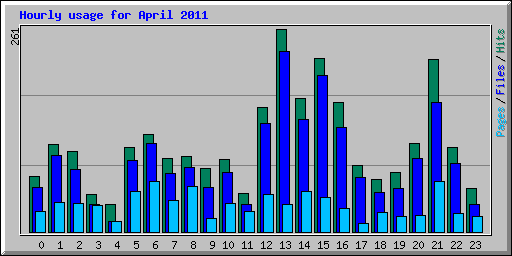 Hourly usage for April 2011
261
Pages / Files / Hits
0 1 2 3 4 5 6 7 8 9 10 11 12 13 14 15 16 17 18 19 20 21 22 23